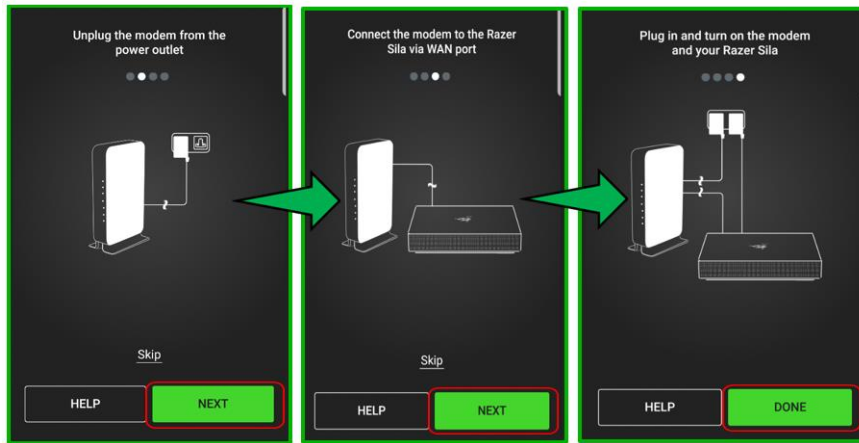 Unplug the modem from the
power outlet
Skip
HELP
NEXT
Connect the modem to the Razer
Sila via WAN port
Skip
HELP
NEXT
Plug in and turn on the modem
and your Razer Sila
HELP
DONE